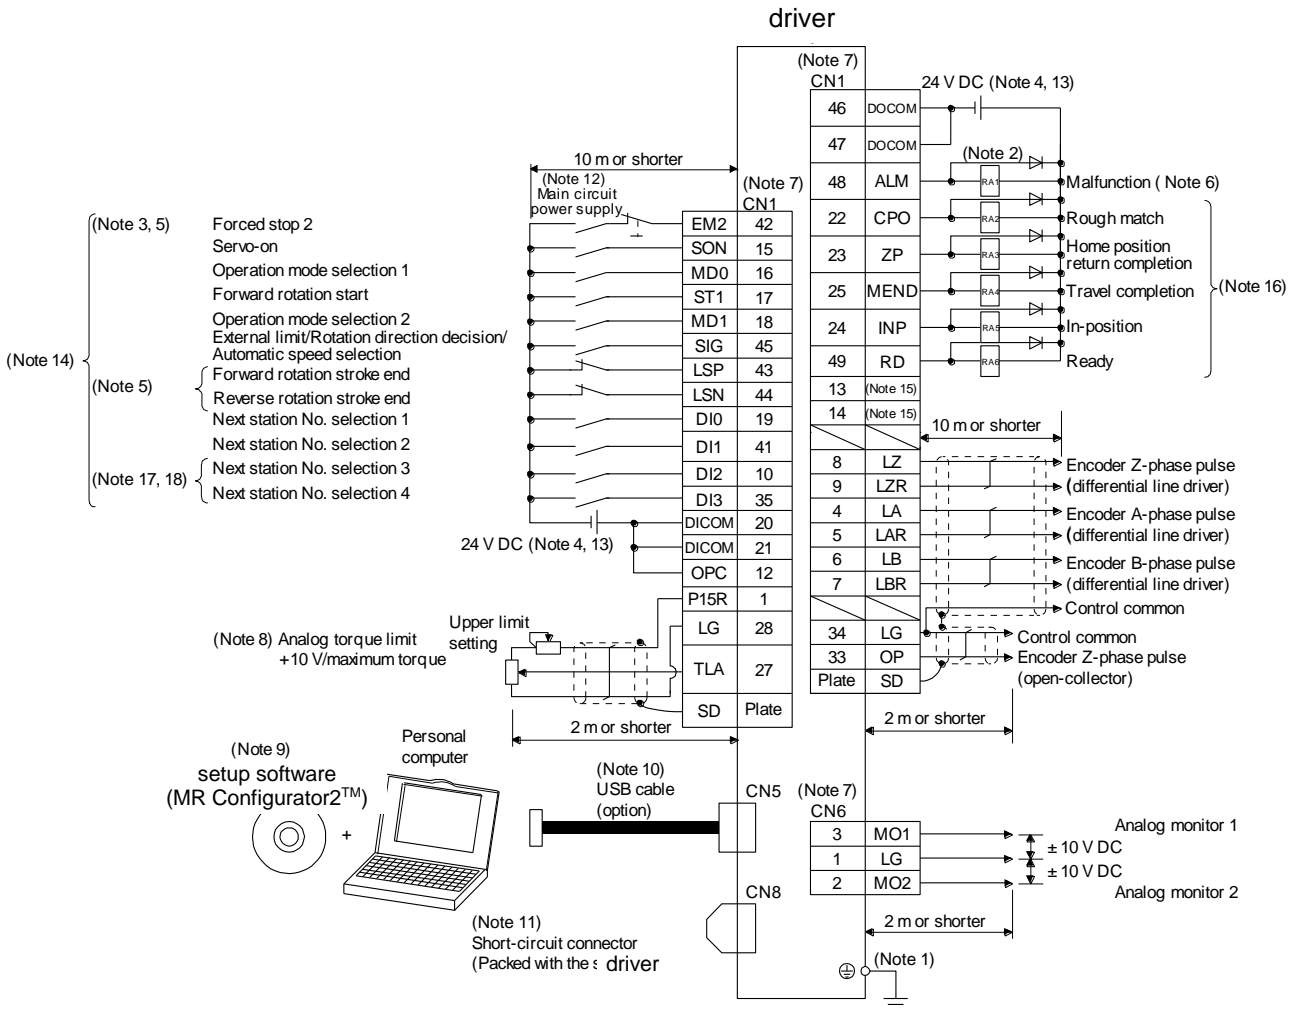 driver
(Note 7)
CN1
24 V DC (Note 4, 13)
46 DOCOM
47 DOCOM
(Note 2)
48 ALM RA1 Malfunction ( Note 6)
22 CPO RA2 Rough match
23 ZP RA3 Home position
return completion
25 MEND RA4 Travel completion
(Note 16)
24 INP RA5 In-position
49 RD RA6 Ready
13 (Note 15)
14 (Note 15)
10 m or shorter
8 LZ Encoder Z-phase pulse
9 LZR (differential line driver)
4 LA Encoder A-phase pulse
5 LAR (differential line driver)
6 LB Encoder B-phase pulse
7 LBR (differential line driver)
Control common
34 LG Control common
33 OP Encoder Z-phase pulse
(open-collector)
Plate SD
2 m or shorter
10 m or shorter
(Note 12)
Main circuit
power supply
(Note 7)
CN1
(Note 14)
(Note 3, 5) Forced stop 2 EM2 42
Servo-on SON 15
Operation mode selection 1 MD0 16
Forward rotation start ST1 17
Operation mode selection 2 MD1 18
External limit/Rotation direction decision/
Automatic speed selection SIG 45
(Note 5)
Forward rotation stroke end LSP 43
Reverse rotation stroke end LSN 44
Next station No. selection 1 DI0 19
Next station No. selection 2 DI1 41
(Note 17, 18)
Next station No. selection 3 DI2 10
Next station No. selection 4 DI3 35
24 V DC (Note 4, 13)
DICOM 20
DICOM 21
OPC 12
P15R 1
Upper limit
setting
LG 28
(Note 8) Analog torque limit
+10 V/maximum torque
TLA 27
SD Plate
2 m or shorter
(Note 9)
setup software
(MR Configurator2TM)
+
Personal
computer
(Note 10)
USB cable
(option)
CN5
(Note 7)
CN6
3 MO1 Analog monitor 1
± 10 V DC
1 LG
± 10 V DC
2 MO2 Analog monitor 2
2 m or shorter
CN8
(Note 11)
Short-circuit connector
(Packed with the s driver
(Note 1)